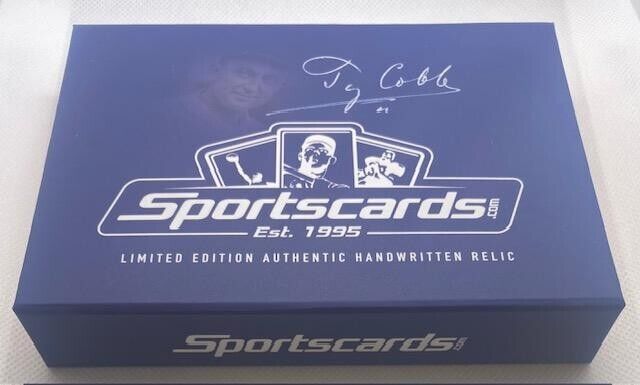 Ty Cobb
Sportscards.com
Est. 1995
LIMITED EDITION AUTHENTIC HANDWRITTEN RELIC
Sportscards.com